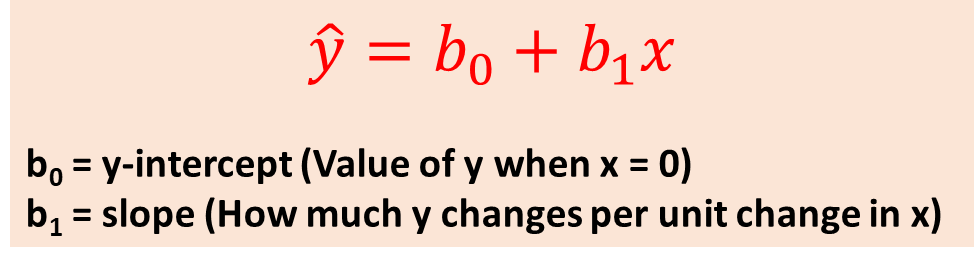 ŷ = b₀ + b₁x
b₀ = y-intercept (Value of y when x = 0)
b₁ = slope (How much y changes per unit change in x)